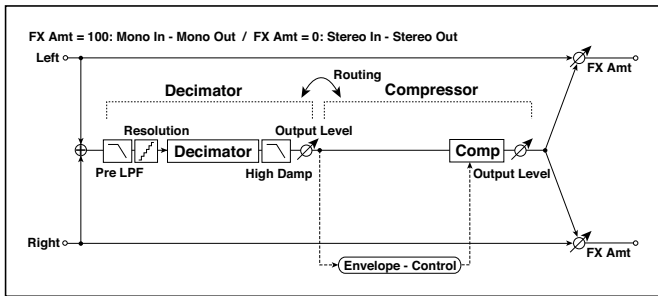 FX Amt = 100: Mono In - Mono Out / FX Amt = 0: Stereo In - Stereo Out
Left
FX Amt
Routing
Decimator
Compressor
Resolution
Output Level
Decimator
Comp
Pre LPF
High Damp
Output Level
Right
FX Amt
Envelope - Control